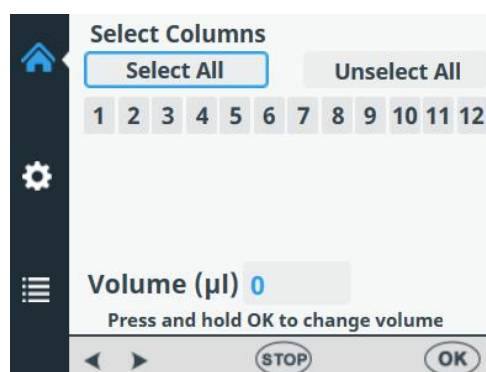 Select Columns
Select All Unselect All
1 2 3 4 5 6 7 8 9 10 11 12
Volume (µl) 0
Press and hold OK to change volume
STOP OK